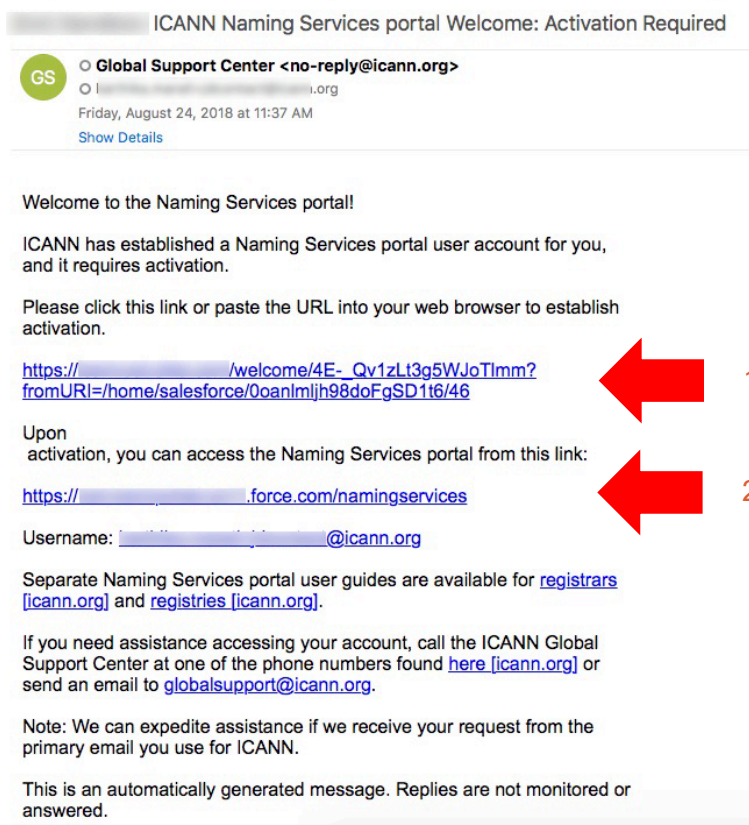 ICANN Naming Services portal Welcome: Activation Required
GS
Global Support Center <no-reply@icann.org>
.org
Friday, August 24, 2018 at 11:37 AM
Show Details
Welcome to the Naming Services portal!
ICANN has established a Naming Services portal user account for you,
and it requires activation.
Please click this link or paste the URL into your web browser to establish
activation.
https:// /welcome/4E-_Qv1zLt3g5WJoTlmm?
fromURI=/home/salesforce/0oanlmljh98doFgSD1t6/46
1
Upon
activation, you can access the Naming Services portal from this link:
https:// .force.com/namingservices
2
Username: @icann.org
Separate Naming Services portal user guides are available for registrars
[icann.org] and registries [icann.org].
If you need assistance accessing your account, call the ICANN Global
Support Center at one of the phone numbers found here [icann.org] or
send an email to globalsupport@icann.org.
Note: We can expedite assistance if we receive your request from the
primary email you use for ICANN.
This is an automatically generated message. Replies are not monitored or
answered.